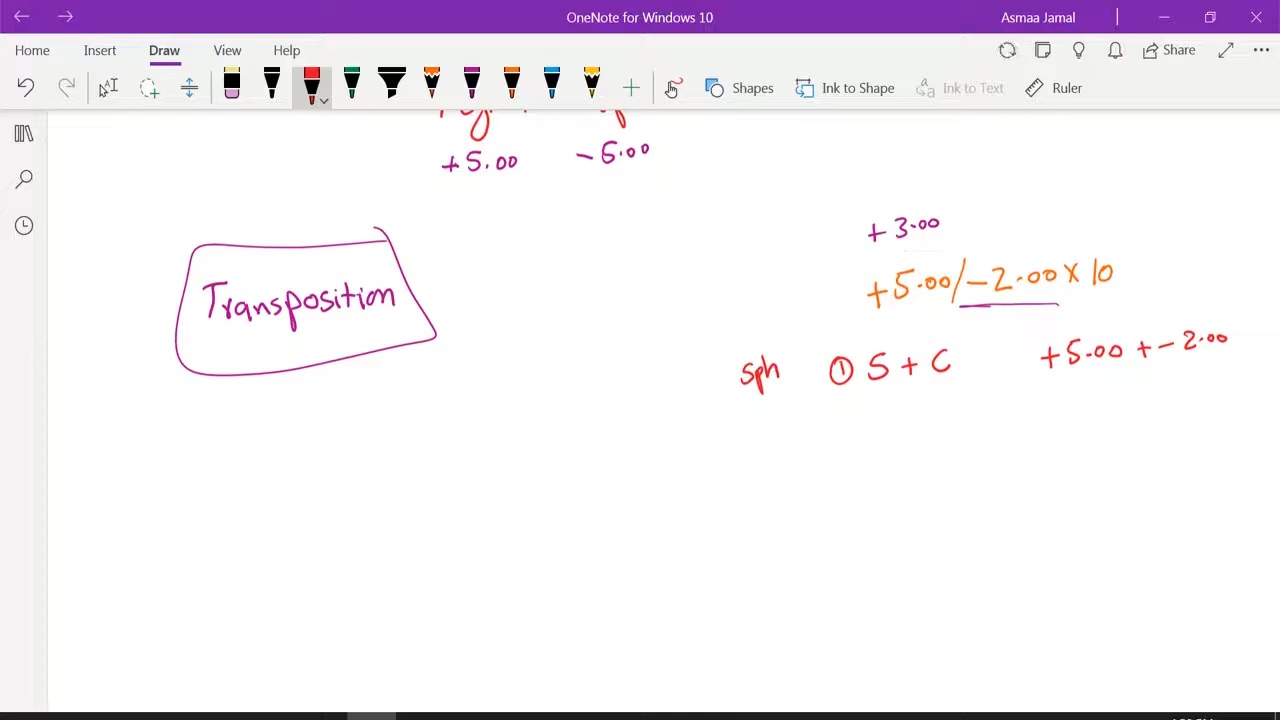 OneNote for Windows 10
Asmaa Jamal
Home Insert Draw View Help
Share
Shapes Ink to Shape Ink to Text Ruler
+5.00 -5.00
+3.00
+5.00/-2.00 x 10
Transposition
Sph ① S + C +5.00 + -2.00